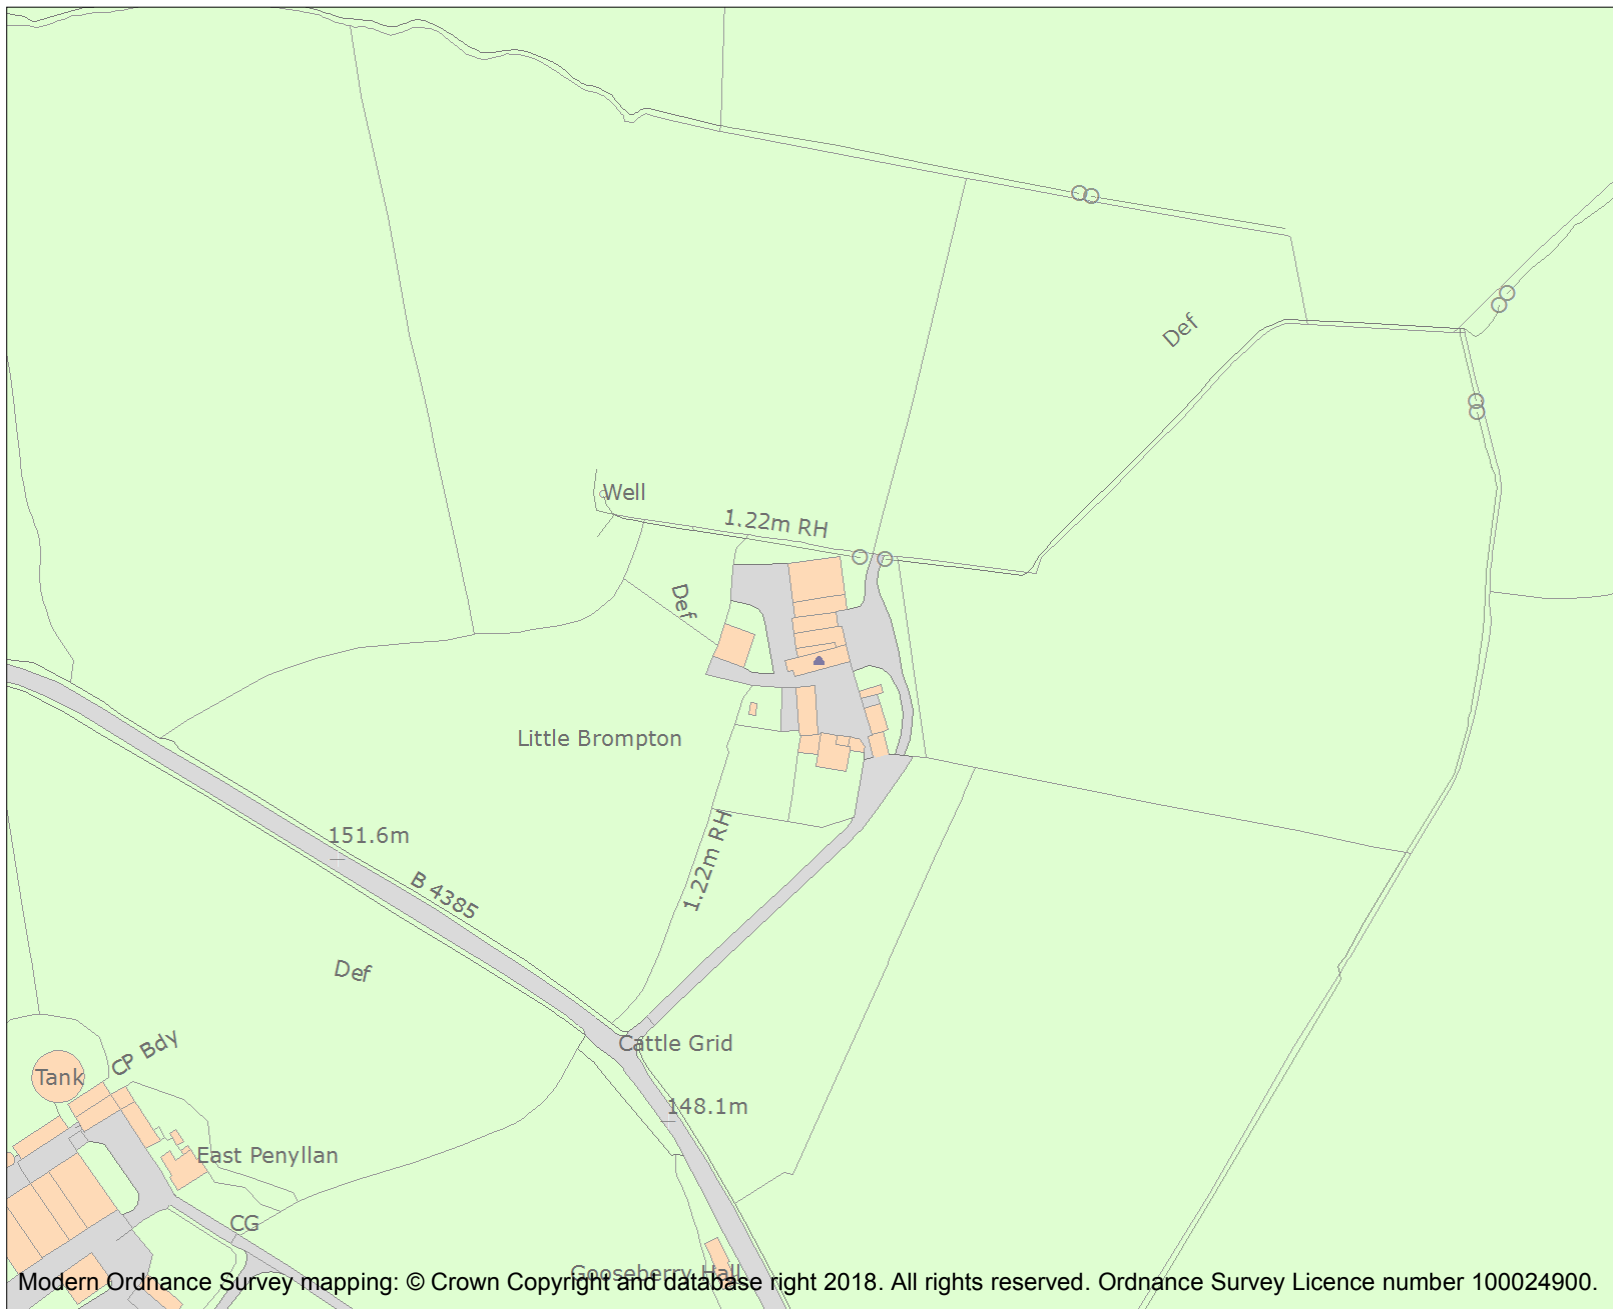 Def
Well
1.22m RH
Def
Little Brompton
151.6m
1.22m RH
B 4385
Def
Cattle Grid
CP Bdy
Tank
148.1m
East Penyllan
CG
Gooseberry Hall
Modern Ordnance Survey mapping: © Crown Copyright and database right 2018. All rights reserved. Ordnance Survey Licence number 100024900.